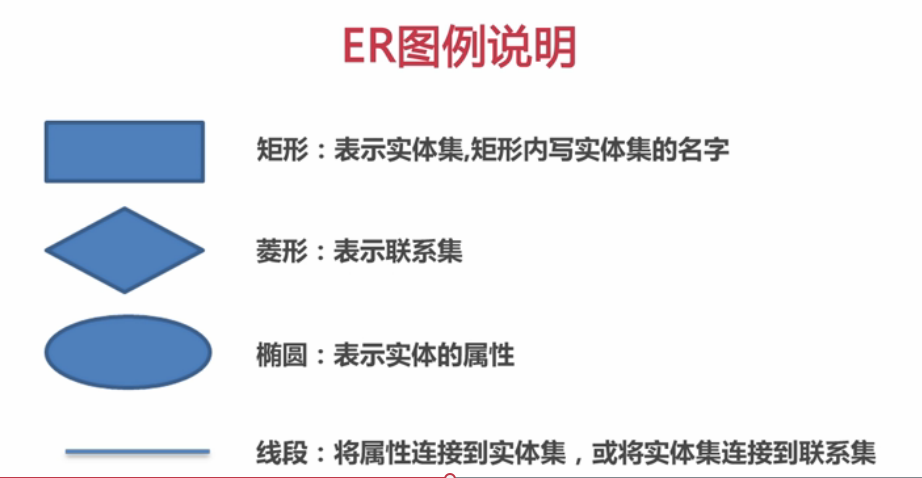 ER图例说明
矩形：表示实体集,矩形内写实体集的名字
菱形：表示联系集
椭圆：表示实体的属性
线段：将属性连接到实体集，或将实体集连接到联系集